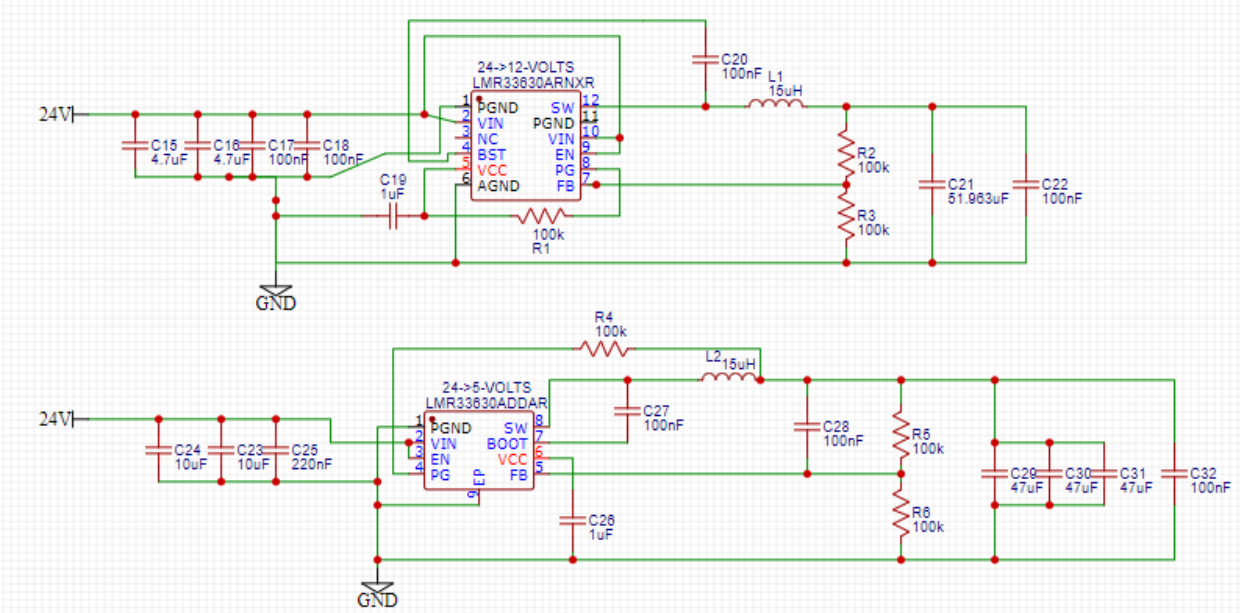 24->12-VOLTS
LMR33630ARNXR
C20
100nF
L1
15uH
24V
C15
4.7uF
C16
4.7uF
C17
100nF
C18
100nF
1 PGND
2 VIN
3 NC
4 BST
5 VCC
6 AGND
SW 12
PGND 11
VIN 10
EN 9
PG 8
FB 7
C19
1uF
100k
R1
R2
100k
R3
100k
C21
51.963uF
C22
100nF
GND
R4
100k
L2
15uH
24->5-VOLTS
LMR33630ADDAR
24V
C24
10uF
C23
10uF
C25
220nF
1 PGND
2 VIN
3 EN
4 PG
SW 8
BOOT 7
VCC 6
FB 5
EP 9
C27
100nF
C28
100nF
C26
1uF
R5
100k
R6
100k
C29
47uF
C30
47uF
C31
47uF
C32
100nF
GND